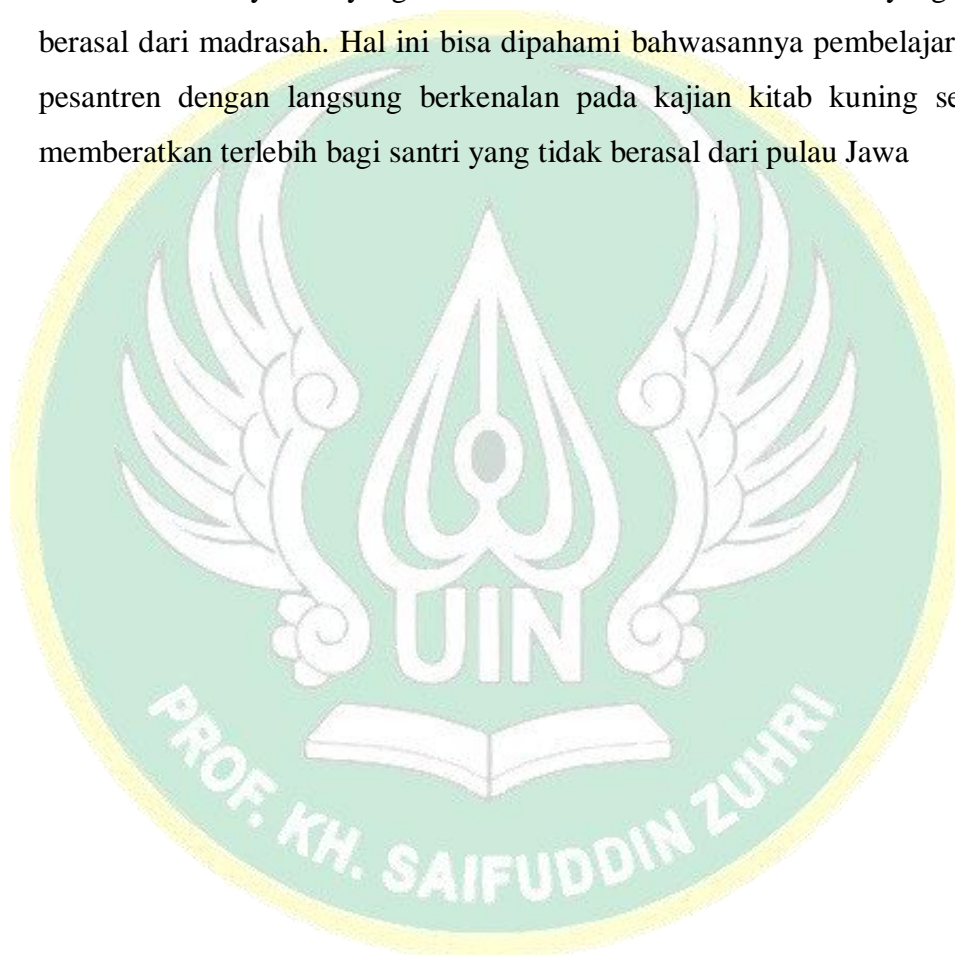 berasal dari madrasah. Hal ini bisa dipahami bahwasannya pembelajar
pesantren dengan langsung berkenalan pada kajian kitab kuning se
memberatkan terlebih bagi santri yang tidak berasal dari pulau Jawa
UIN
PROF. KH. SAIFUDDIN ZUHRI